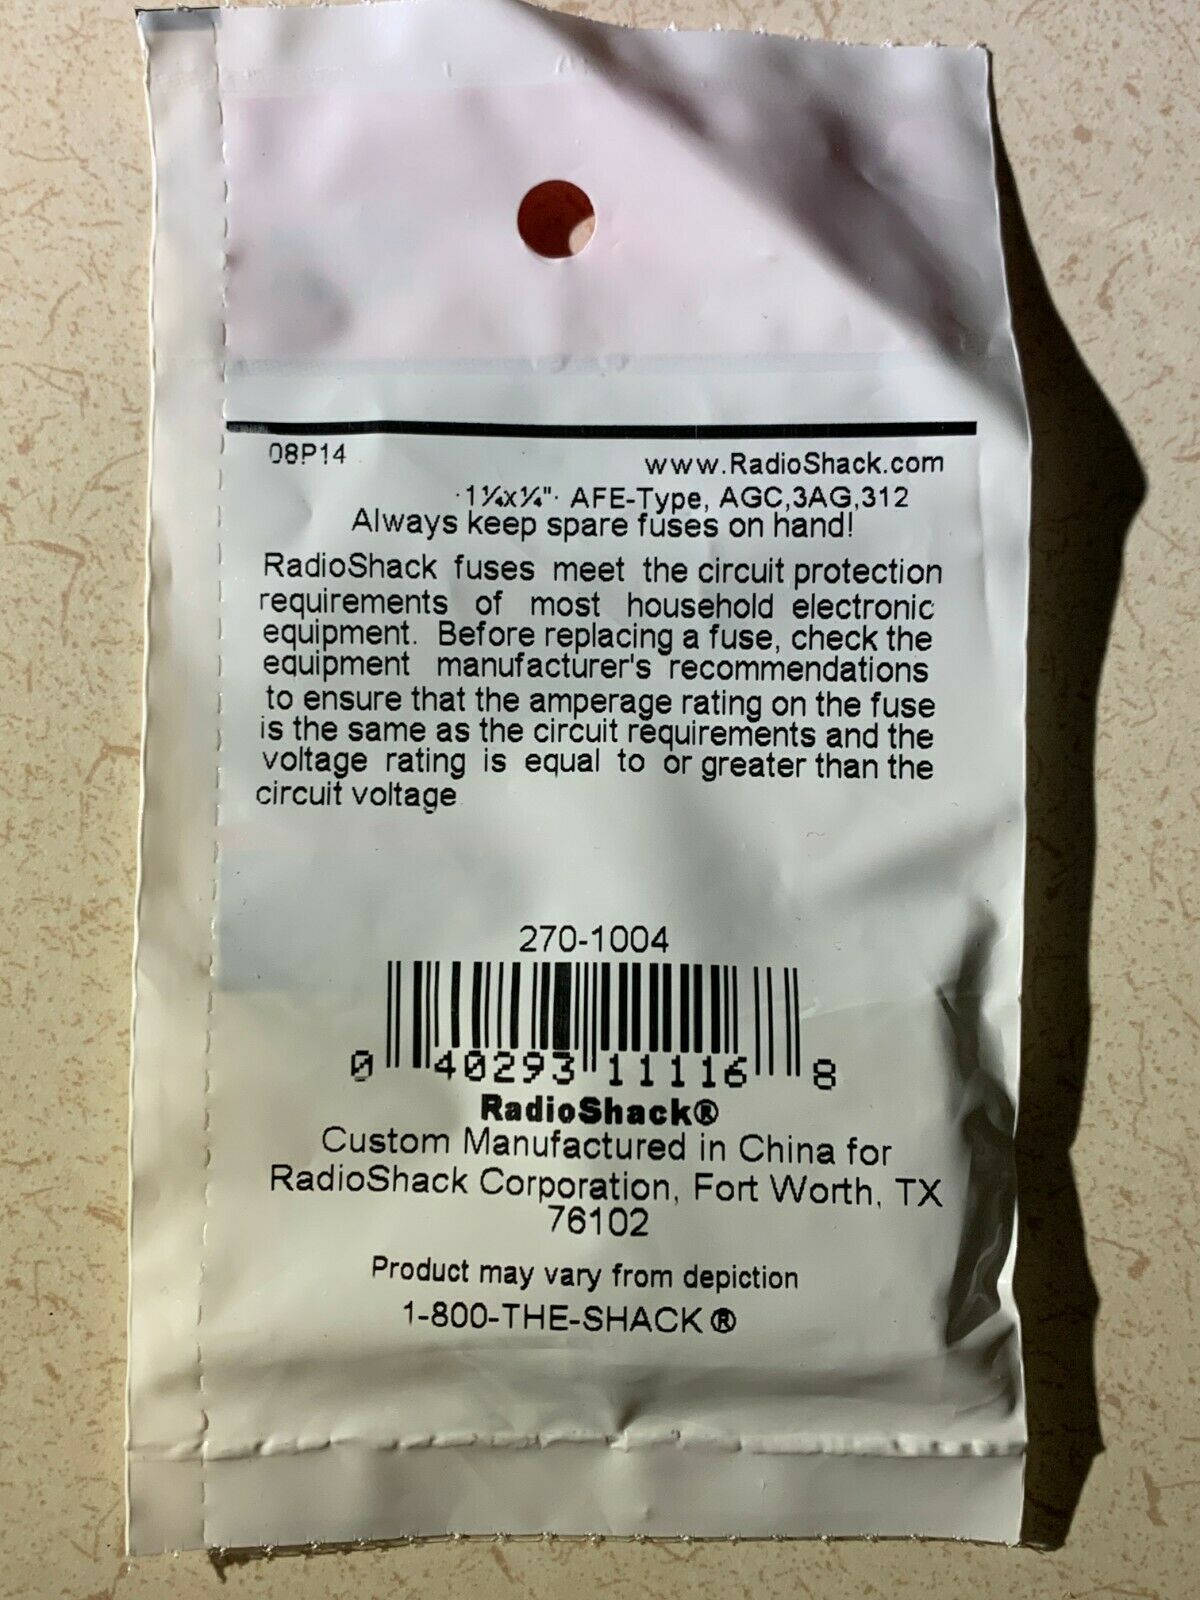 08P14
www.RadioShack.com
·1¼x¼"· AFE-Type, AGC,3AG,312
Always keep spare fuses on hand!
RadioShack fuses meet the circuit protection
requirements of most household electronic
equipment. Before replacing a fuse, check the
equipment manufacturer's recommendations
to ensure that the amperage rating on the fuse
is the same as the circuit requirements and the
voltage rating is equal to or greater than the
circuit voltage
270-1004
0 40293 11116 8
RadioShack®
Custom Manufactured in China for
RadioShack Corporation, Fort Worth, TX
76102
Product may vary from depiction
1-800-THE-SHACK ®